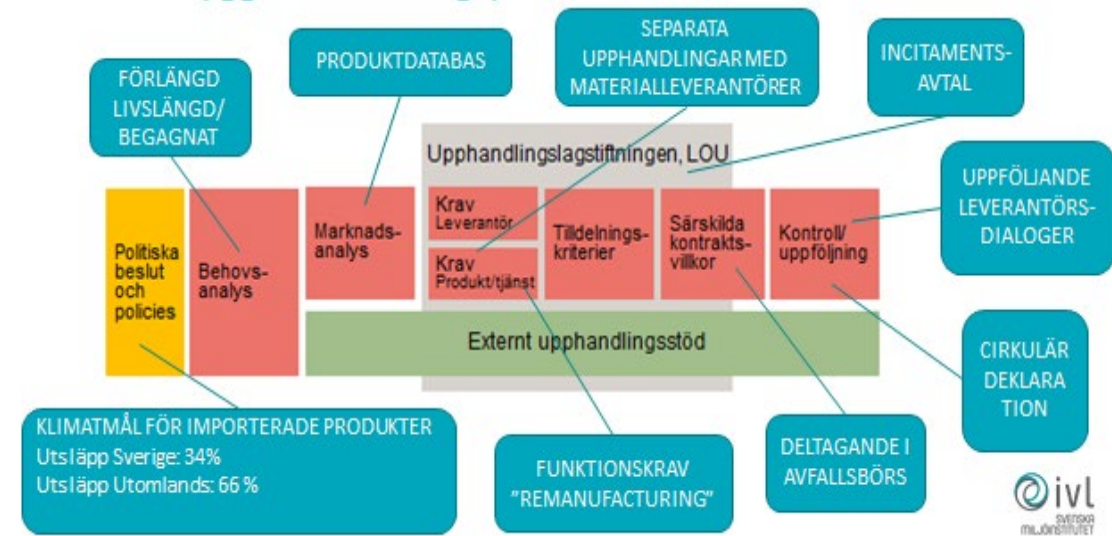 FÖRLÄNGD
LIVSLÄNGD/
BEGAGNAT
PRODUKTDATABAS
SEPARATA
UPPHANDLINGAR MED
MATERIALLEVERANTÖRER
INCITAMENTS-
AVTAL
Upphandlingslagstiftningen, LOU
Politiska
beslut
och
policies
Behovs-
analys
Marknads-
analys
Krav
Leverantör
Krav
Produkt/tjänst
Tilldelnings-
kriterier
Särskilda
kontrakts-
villkor
Kontroll/
uppföljning
UPPFÖLJANDE
LEVERANTÖRS-
DIALOGER
Externt upphandlingsstöd
CIRKULÄR
DEKLARA
TION
KLIMATMÅL FÖR IMPORTERADE PRODUKTER
Utsläpp Sverige: 34%
Utsläpp Utomlands: 66 %
FUNKTIONSKRAV
"REMANUFACTURING"
DELTAGANDE I
AVFALLSBÖRS
ivl
SVENSKA
MILJÖINSTITUTET